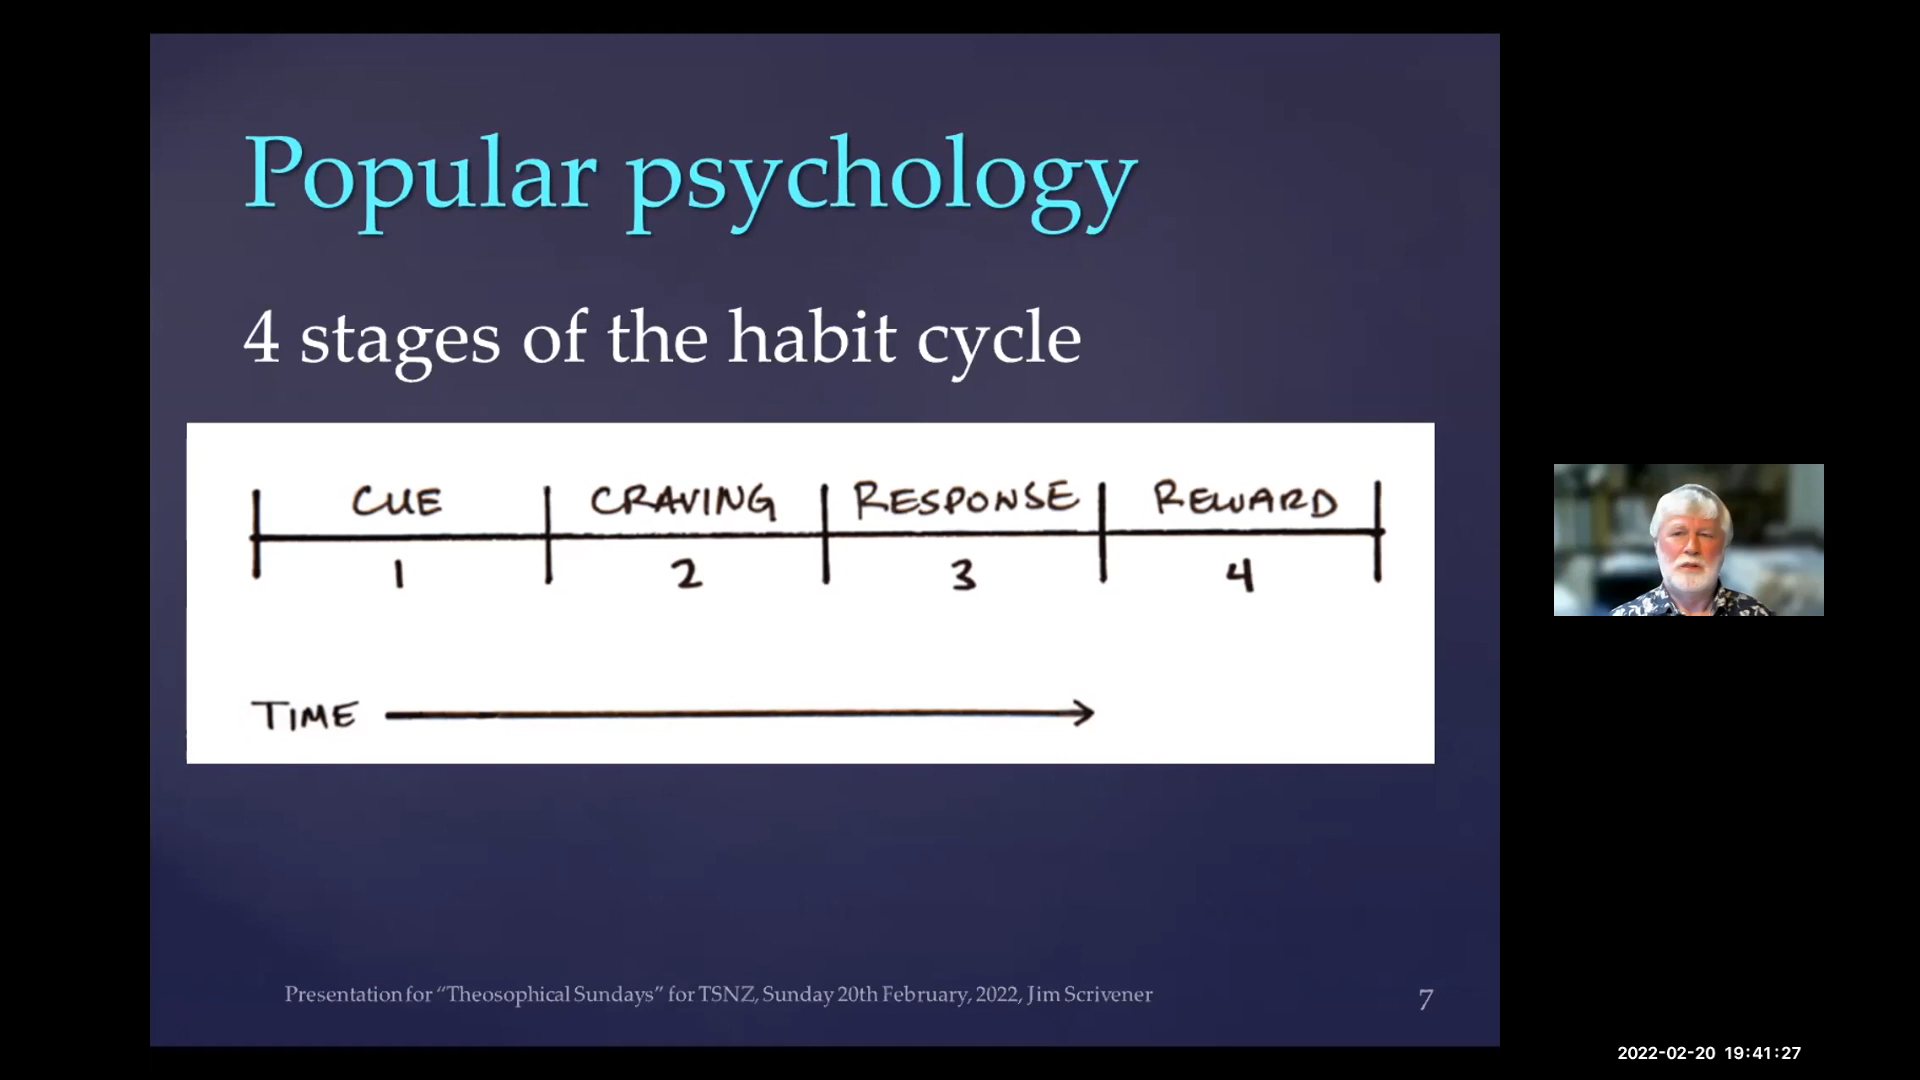 Popular psychology
4 stages of the habit cycle
CUE CRAVING RESPONSE REWARD
1 2 3 4
TIME
Presentation for “Theosophical Sundays” for TSNZ, Sunday 20th February, 2022, Jim Scrivener
7
2022-02-20 19:41:27